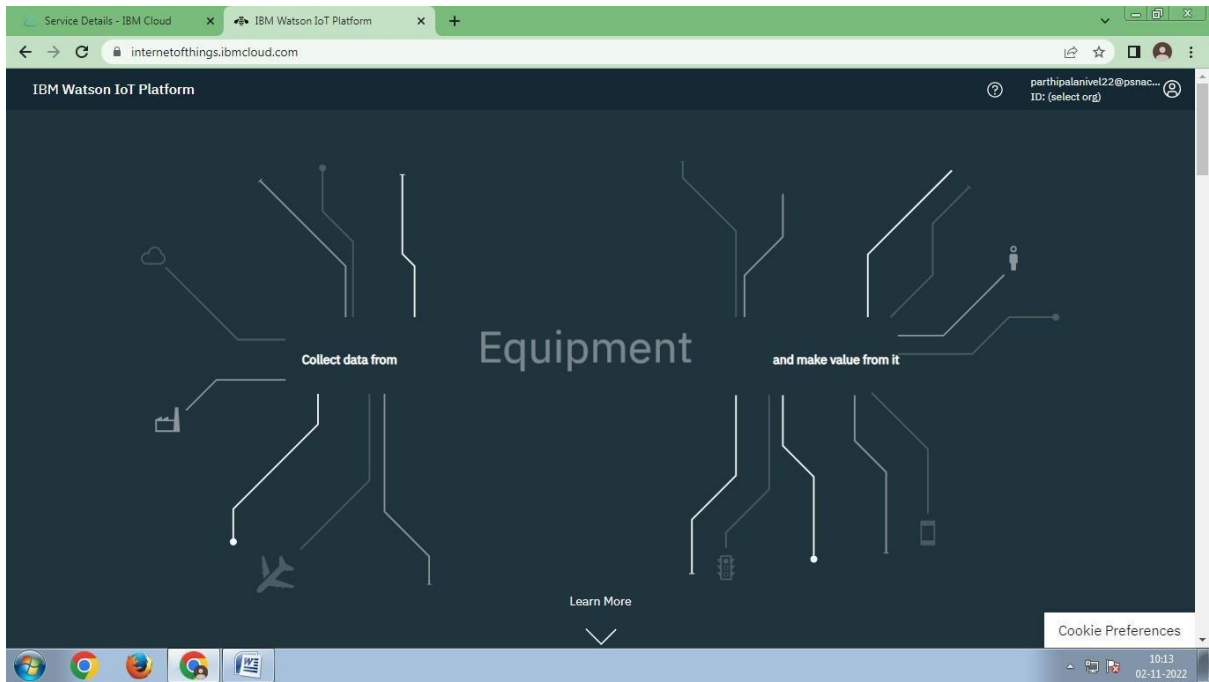 Service Details - IBM Cloud
IBM Watson IoT Platform
internetofthings.ibmcloud.com
IBM Watson IoT Platform
parthipalanivel22@psnac...
ID: (select org)
Equipment
Collect data from
and make value from it
Learn More
Cookie Preferences
10:13
02-11-2022